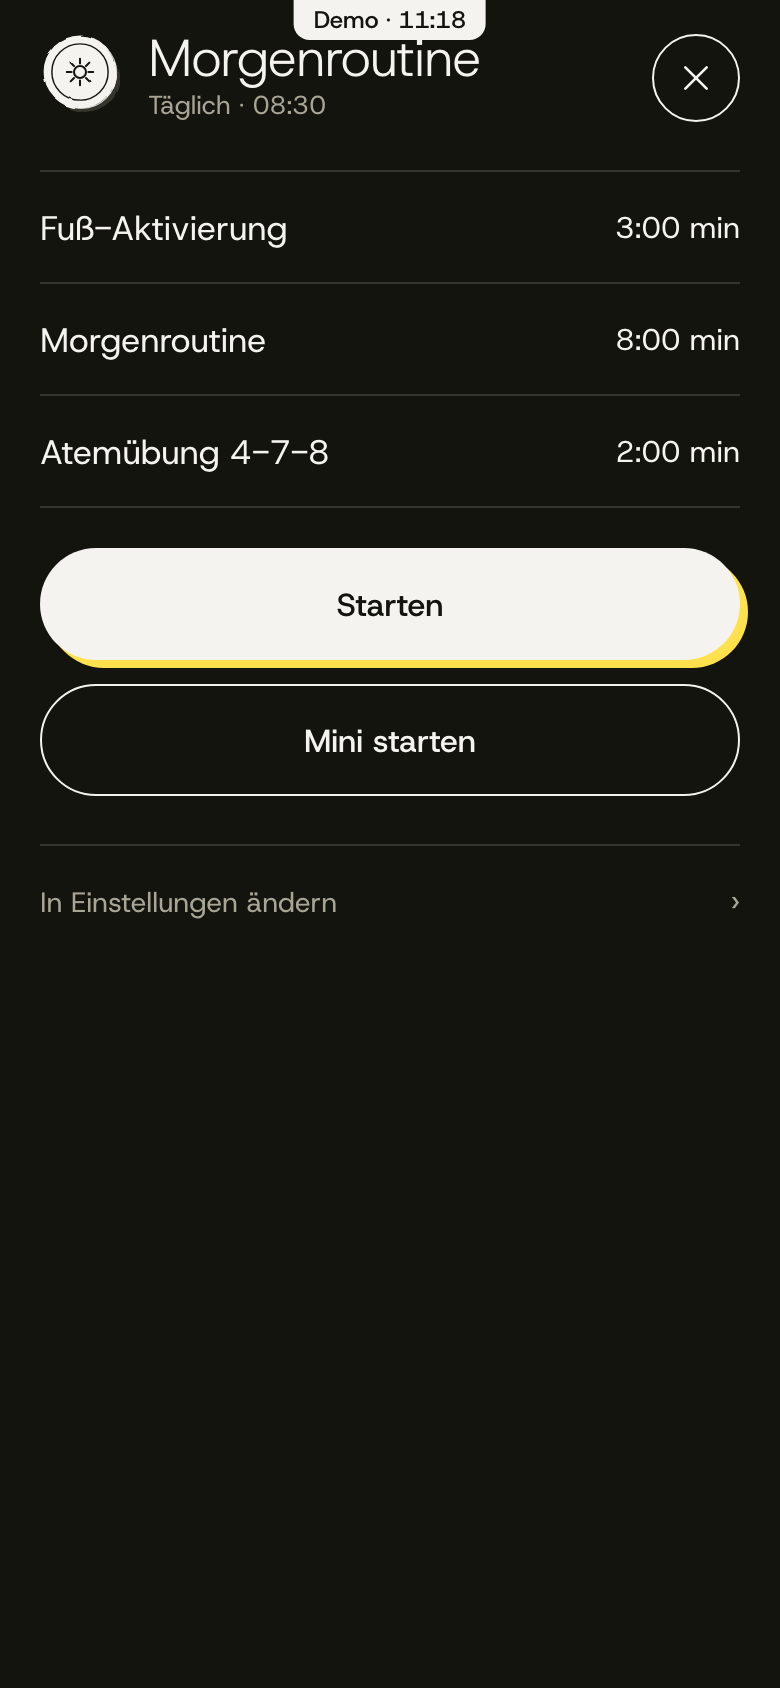 Demo · 11:18
Morgenroutine
Täglich · 08:30
Fuß-Aktivierung 3:00 min
Morgenroutine 8:00 min
Atemübung 4-7-8 2:00 min
Starten
Mini starten
In Einstellungen ändern ›